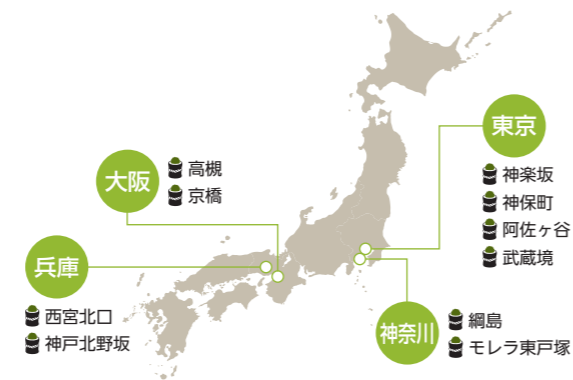 東京
神楽坂
神保町
阿佐ヶ谷
武蔵境
大阪
高槻
京橋
兵庫
西宮北口
神戸北野坂
神奈川
綱島
モレラ東戸塚